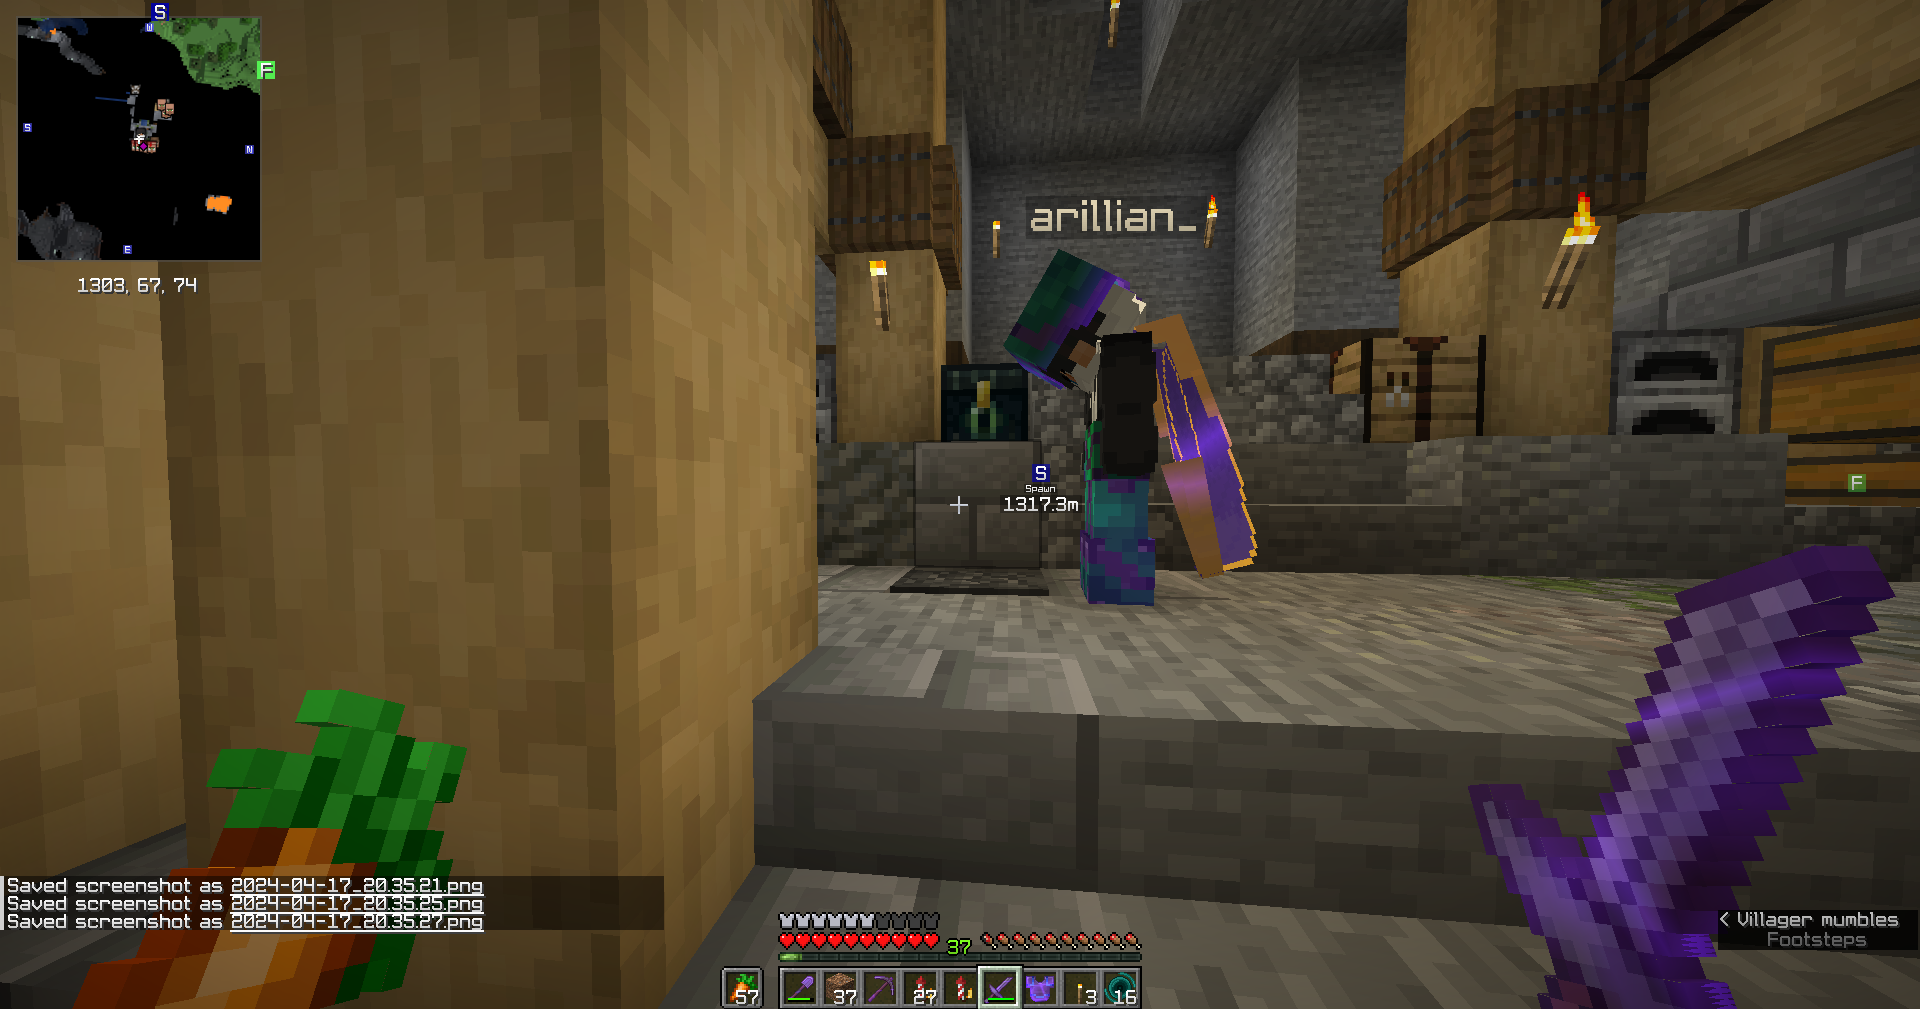 S
W
F
S
N
E
1303, 67, 74
arillian_
S
Spawn
1317.3m
F
Saved screenshot as 2024-04-17_20.35.21.png
Saved screenshot as 2024-04-17_20.35.25.png
Saved screenshot as 2024-04-17_20.35.27.png
< Villager mumbles
Footsteps
37
57 37 27 3 16